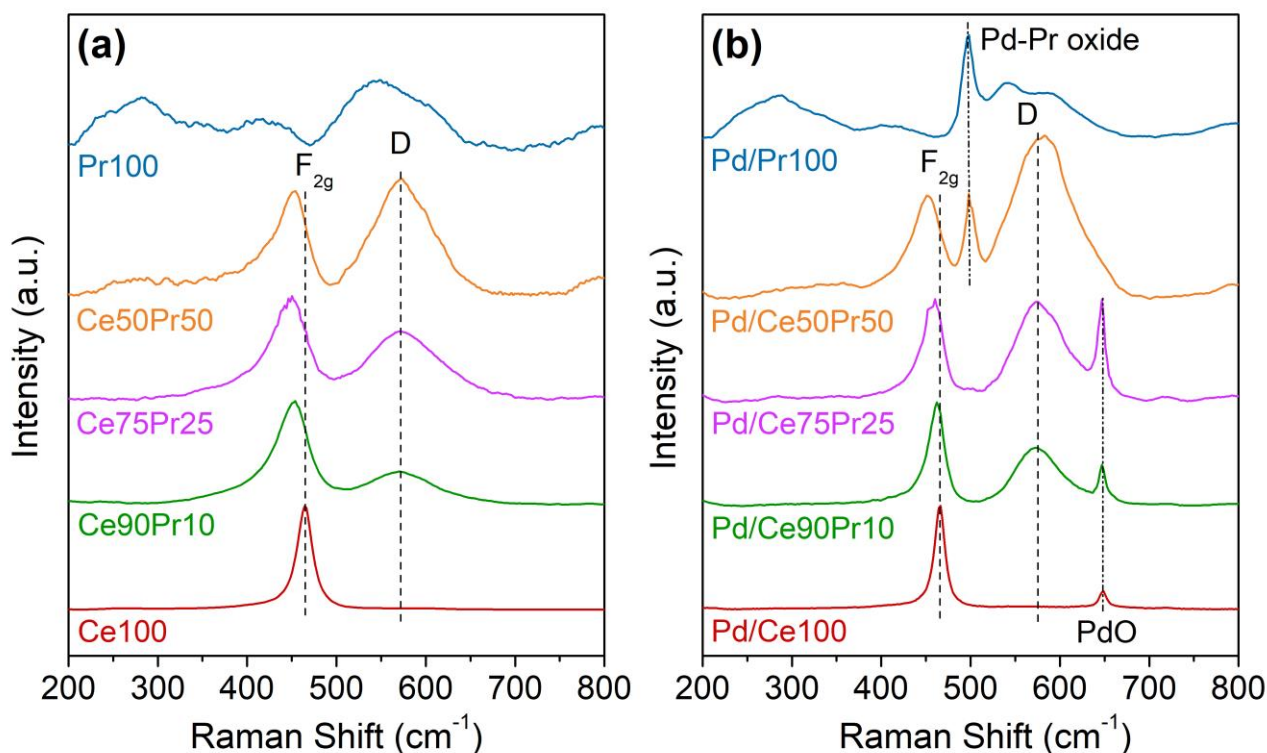 (a)
Pr100
F2g
D
Ce50Pr50
Ce75Pr25
Ce90Pr10
Ce100
200 300 400 500 600 700 800
Raman Shift (cm⁻¹)
Intensity (a.u.)
(b)
Pd-Pr oxide
Pd/Pr100
D
F2g
Pd/Ce50Pr50
Pd/Ce75Pr25
Pd/Ce90Pr10
Pd/Ce100
PdO
200 300 400 500 600 700 800
Raman Shift (cm⁻¹)
Intensity (a.u.)